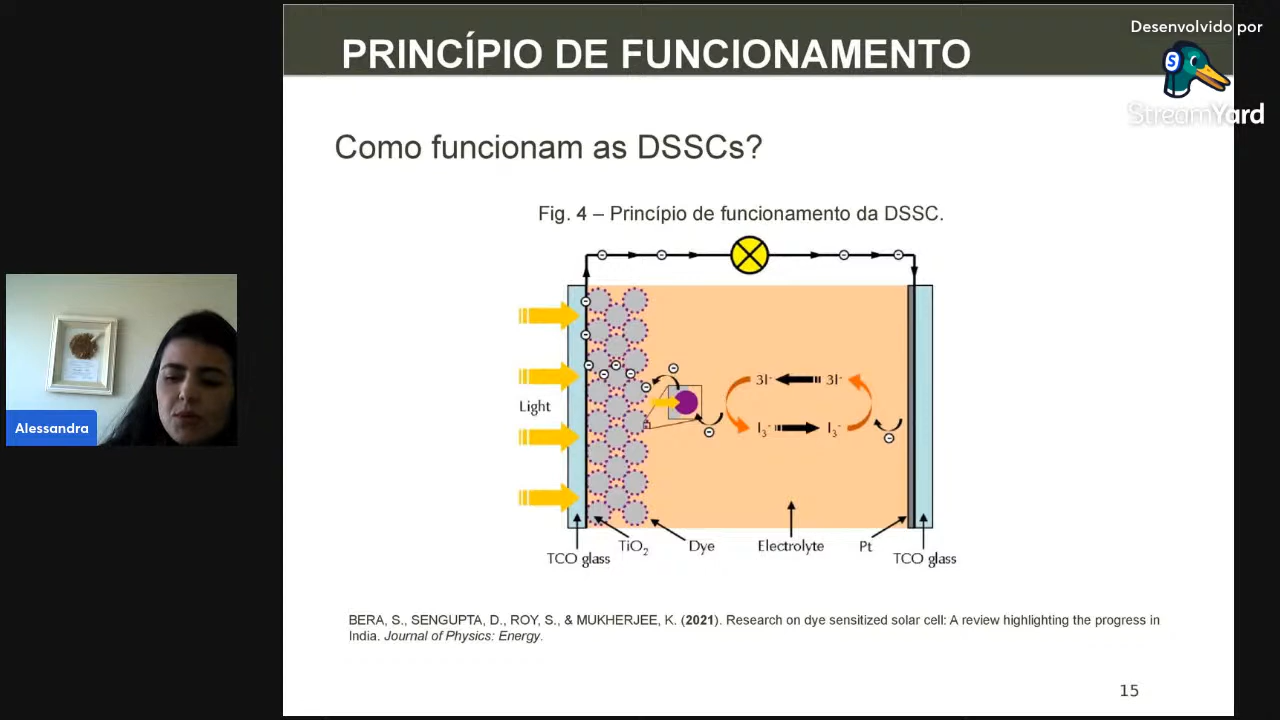 PRINCÍPIO DE FUNCIONAMENTO
Desenvolvido por
S
StreamYard
Como funcionam as DSSCs?
Fig. 4 – Princípio de funcionamento da DSSC.
Light
3I⁻
3I⁻
I₃⁻
I₃⁻
TCO glass
TiO₂
Dye
Electrolyte
Pt
TCO glass
Alessandra
BERA, S., SENGUPTA, D., ROY, S., & MUKHERJEE, K. (2021). Research on dye sensitized solar cell: A review highlighting the progress in
India. Journal of Physics: Energy.
15